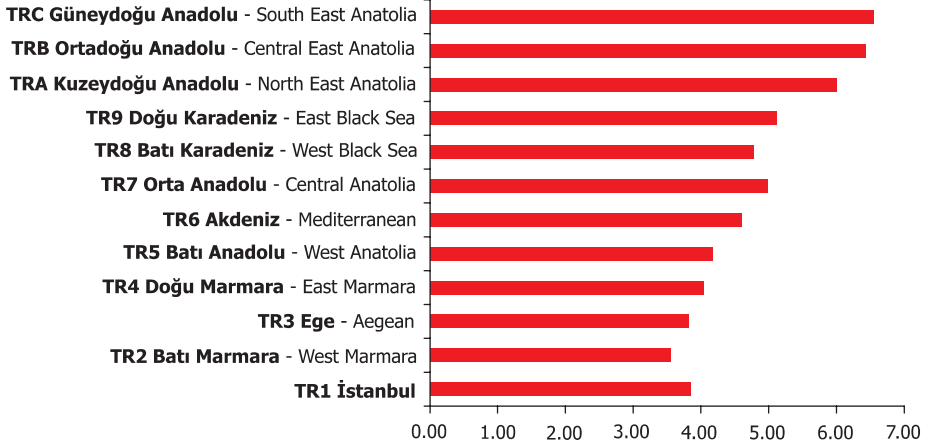 TRC Güneydoğu Anadolu - South East Anatolia
TRB Ortadoğu Anadolu - Central East Anatolia
TRA Kuzeydoğu Anadolu - North East Anatolia
TR9 Doğu Karadeniz - East Black Sea
TR8 Batı Karadeniz - West Black Sea
TR7 Orta Anadolu - Central Anatolia
TR6 Akdeniz - Mediterranean
TR5 Batı Anadolu - West Anatolia
TR4 Doğu Marmara - East Marmara
TR3 Ege - Aegean
TR2 Batı Marmara - West Marmara
TR1 İstanbul
0.00 1.00 2.00 3.00 4.00 5.00 6.00 7.00